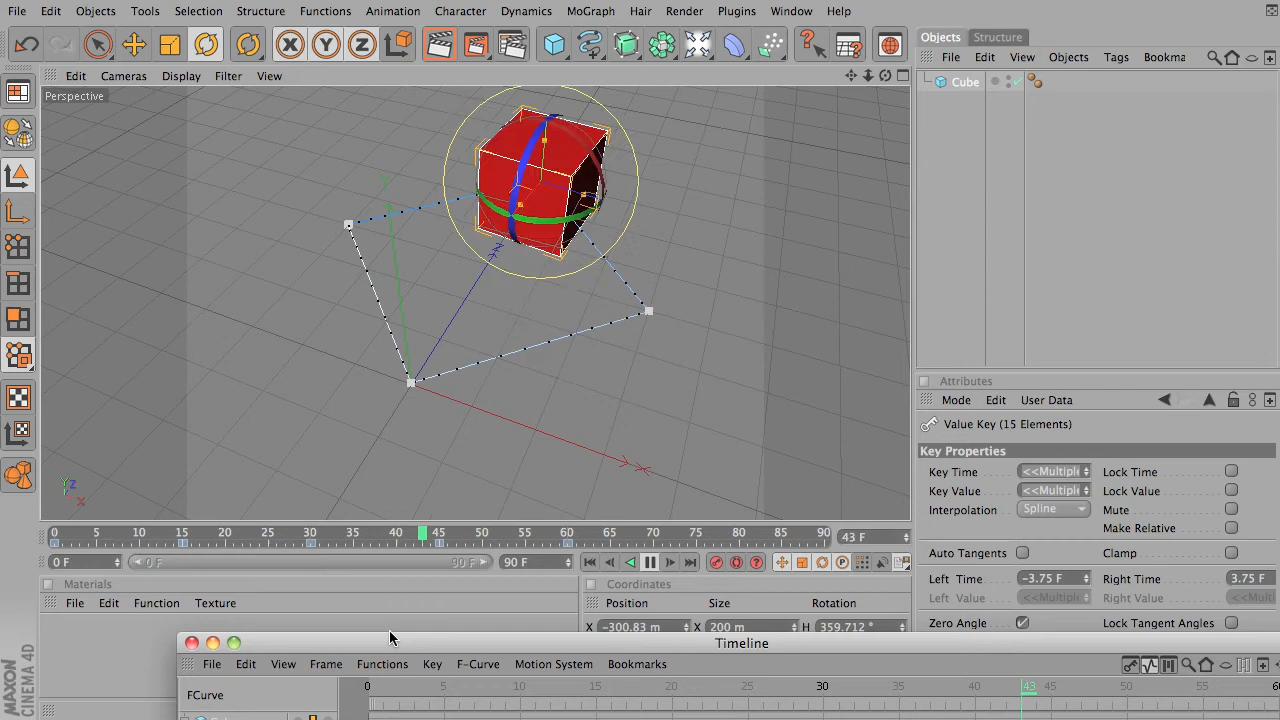 File Edit Objects Tools Selection Structure Functions Animation Character Dynamics MoGraph Hair Render Plugins Window Help
Objects Structure
File Edit View Objects Tags Bookma
Edit Cameras Display Filter View
Perspective
Cube
Y
Z
X
Y Z
X
Attributes
Mode Edit User Data
Value Key (15 Elements)
Key Properties
Key Time <<Multipl Lock Time
Key Value <<Multipl Lock Value
Interpolation Spline Mute
Make Relative
Auto Tangents Clamp
Left Time -3.75 F Right Time 3.75 F
Left Value <<Multipl Right Value <<Multi
Zero Angle Lock Tangent Angles
0 5 10 15 20 25 30 35 40 45 50 55 60 65 70 75 80 85 90 43 F
0 F 0 F 90 F 90 F
Materials
File Edit Function Texture
Coordinates
Position Size Rotation
X -300.83 m X 200 m H 359.712 °
Timeline
File Edit View Frame Functions Key F-Curve Motion System Bookmarks
FCurve 0 5 10 15 20 25 30 35 40 43 45 50 55 60
MAXON
CINEMA 4D